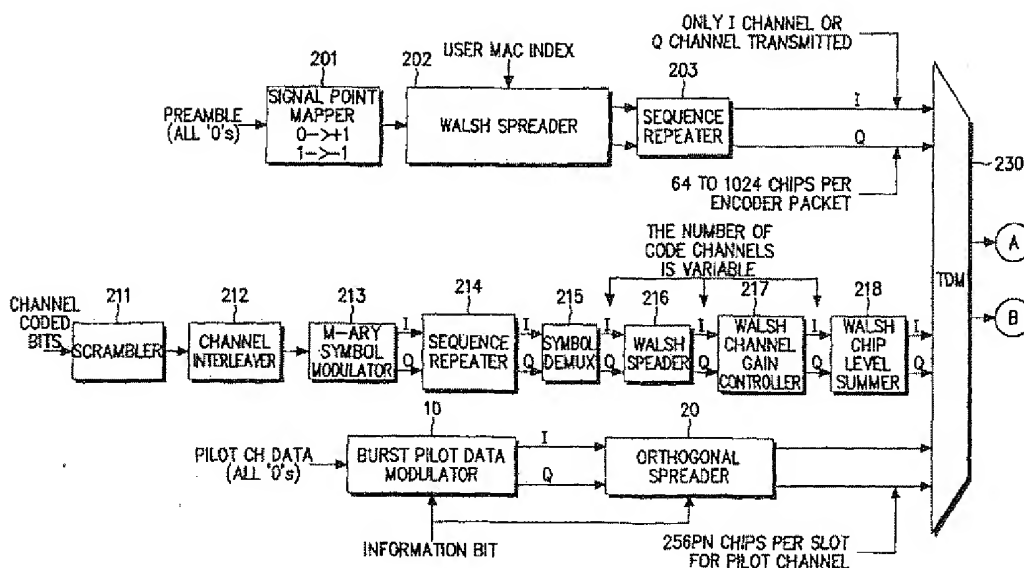 ONLY I CHANNEL OR
Q CHANNEL TRANSMITTED
USER MAC INDEX
201
202
203
PREAMBLE
(ALL '0's)
SIGNAL POINT
MAPPER
0->+1
1->-1
WALSH SPREADER
SEQUENCE
REPEATER
I
Q
230
64 TO 1024 CHIPS PER
ENCODER PACKET
THE NUMBER OF
CODE CHANNELS
IS VARIABLE
A
B
TDM
211
212
213
214
215
216
217
218
CHANNEL
CODED
BITS
SCRAMBLER
CHANNEL
INTERLEAVER
M-ARY
SYMBOL
MODULATOR
I
Q
SEQUENCE
REPEATER
I
Q
SYMBOL
DEMUX
I
Q
WALSH
SPEADER
I
Q
WALSH
CHANNEL
GAIN
CONTROLLER
I
Q
WALSH
CHIP
LEVEL
SUMMER
I
Q
10
20
PILOT CH DATA
(ALL '0's)
BURST PILOT DATA
MODULATOR
I
Q
ORTHOGONAL
SPREADER
INFORMATION BIT
256PN CHIPS PER SLOT
FOR PILOT CHANNEL